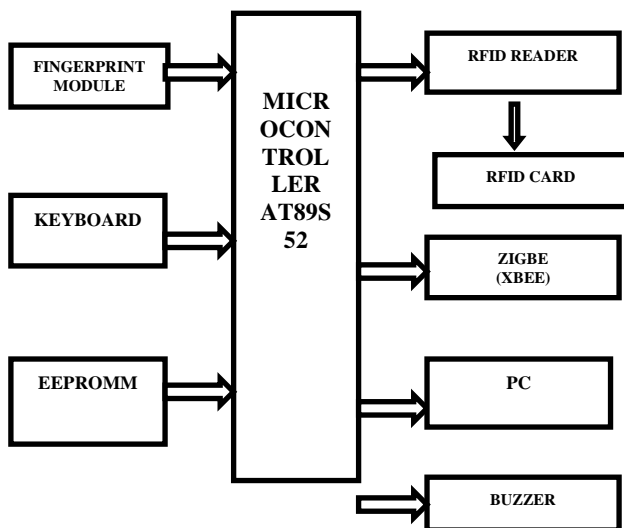 FINGERPRINT
MODULE
KEYBOARD
EEPROMM
MICR
OCON
TROL
LER
AT89S
52
RFID READER
RFID CARD
ZIGBE
(XBEE)
PC
BUZZER